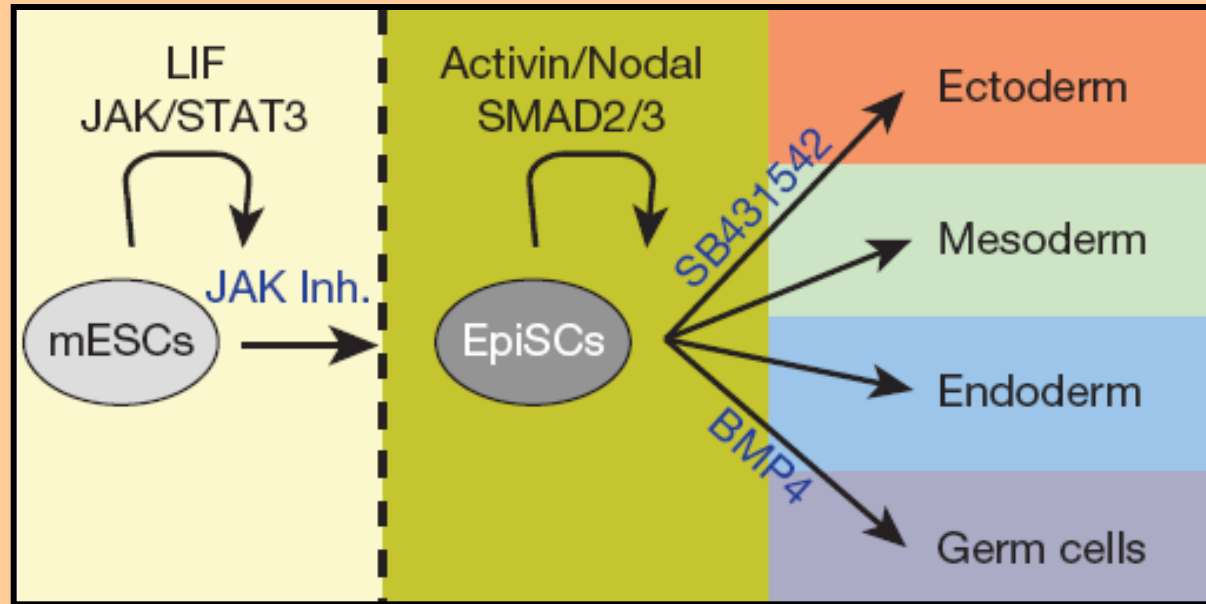 LIF
JAK/STAT3
JAK Inh.
mESCs
Activin/Nodal
SMAD2/3
EpiSCs
SB431542
BMP4
Ectoderm
Mesoderm
Endoderm
Germ cells